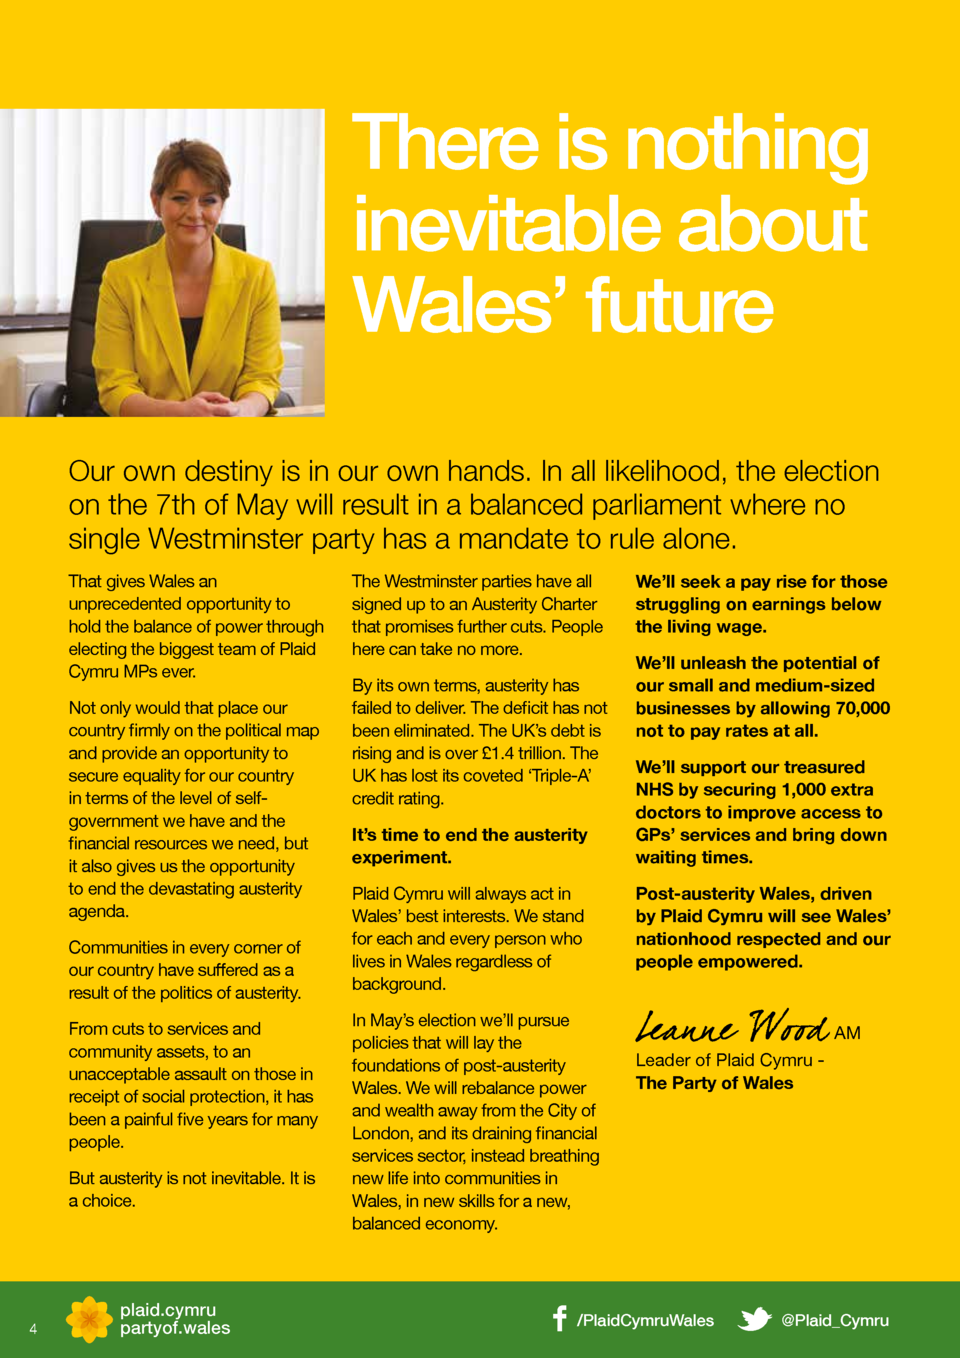 There is nothing
inevitable about
Wales’ future
Our own destiny is in our own hands. In all likelihood, the election
on the 7th of May will result in a balanced parliament where no
single Westminster party has a mandate to rule alone.
That gives Wales an
unprecedented opportunity to
hold the balance of power through
electing the biggest team of Plaid
Cymru MPs ever.
Not only would that place our
country firmly on the political map
and provide an opportunity to
secure equality for our country
in terms of the level of self-
government we have and the
financial resources we need, but
it also gives us the opportunity
to end the devastating austerity
agenda.
Communities in every corner of
our country have suffered as a
result of the politics of austerity.
From cuts to services and
community assets, to an
unacceptable assault on those in
receipt of social protection, it has
been a painful five years for many
people.
But austerity is not inevitable. It is
a choice.
The Westminster parties have all
signed up to an Austerity Charter
that promises further cuts. People
here can take no more.
By its own terms, austerity has
failed to deliver. The deficit has not
been eliminated. The UK’s debt is
rising and is over £1.4 trillion. The
UK has lost its coveted ‘Triple-A’
credit rating.
It’s time to end the austerity
experiment.
Plaid Cymru will always act in
Wales’ best interests. We stand
for each and every person who
lives in Wales regardless of
background.
In May’s election we’ll pursue
policies that will lay the
foundations of post-austerity
Wales. We will rebalance power
and wealth away from the City of
London, and its draining financial
services sector, instead breathing
new life into communities in
Wales, in new skills for a new,
balanced economy.
We’ll seek a pay rise for those
struggling on earnings below
the living wage.
We’ll unleash the potential of
our small and medium-sized
businesses by allowing 70,000
not to pay rates at all.
We’ll support our treasured
NHS by securing 1,000 extra
doctors to improve access to
GPs’ services and bring down
waiting times.
Post-austerity Wales, driven
by Plaid Cymru will see Wales’
nationhood respected and our
people empowered.
Leanne Wood AM
Leader of Plaid Cymru -
The Party of Wales
4
plaid.cymru
partyof.wales
/PlaidCymruWales
@Plaid_Cymru